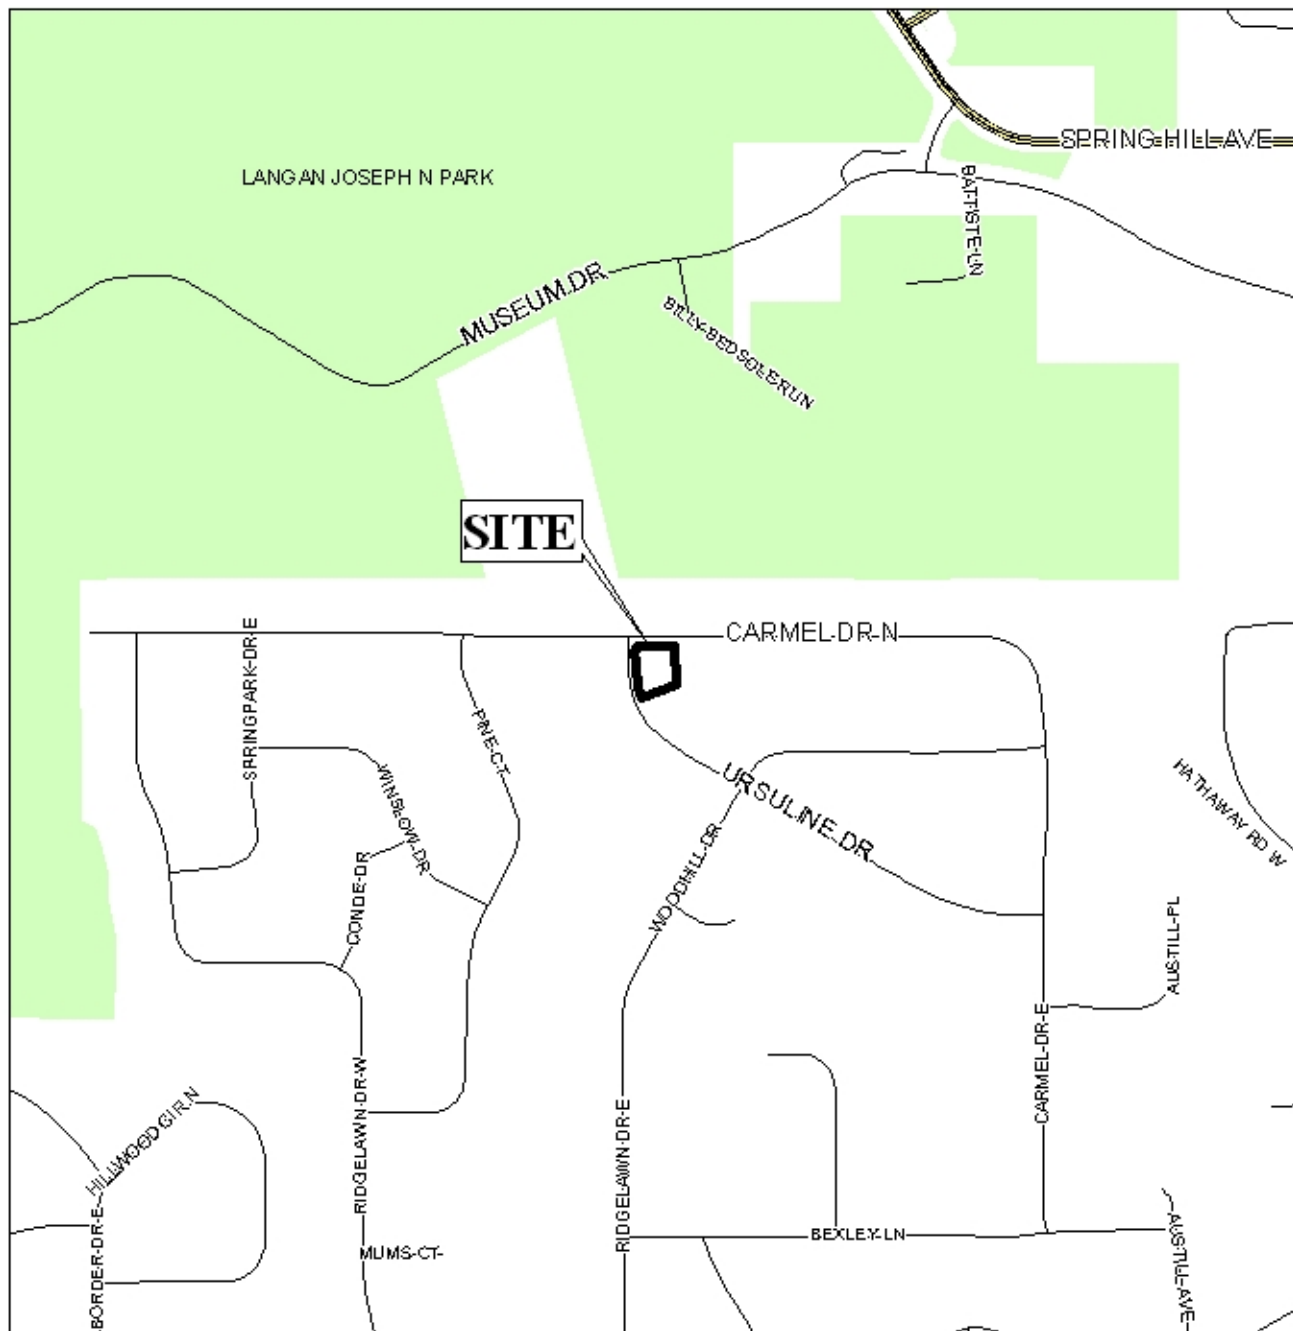 SPRING HILL AVE
LANGAN JOSEPH N PARK
BATTISTE LN
MUSEUM DR
BILLY BEDSOLE RUN
SITE
CARMEL DR N
SPRINGPARK DR E
PINE CT
WINSLOW DR
URSULINE DR
HATHAWAY RD W
WOODHILL DR
CONDE DR
AUSTILL PL
CARMEL DR E
RIDGELAWN DR W
RIDGELAWN DR E
HILLWOOD CIR N
BORDER DR E
MUMS CT
BEXLEY LN
AUSTILL AVE